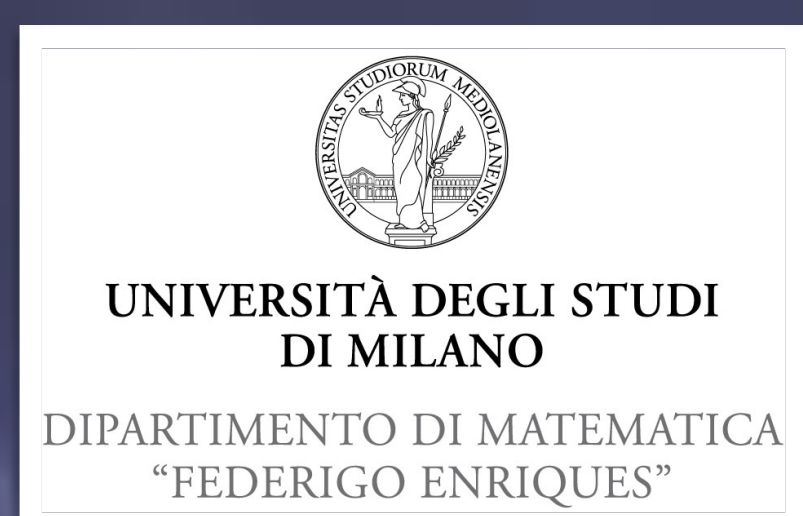 UNIVERSITAS STUDIORUM MEDIOLANENSIS
UNIVERSITÀ DEGLI STUDI
DI MILANO
DIPARTIMENTO DI MATEMATICA
“FEDERIGO ENRIQUES”